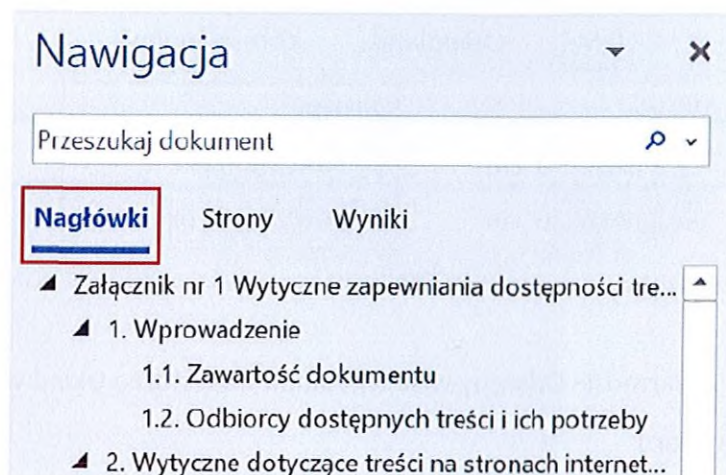 Nawigacja
Przeszukaj dokument
Nagłówki Strony Wyniki
Załącznik nr 1 Wytyczne zapewniania dostępności tre...
1. Wprowadzenie
1.1. Zawartość dokumentu
1.2. Odbiorcy dostępnych treści i ich potrzeby
2. Wytyczne dotyczące treści na stronach internet...